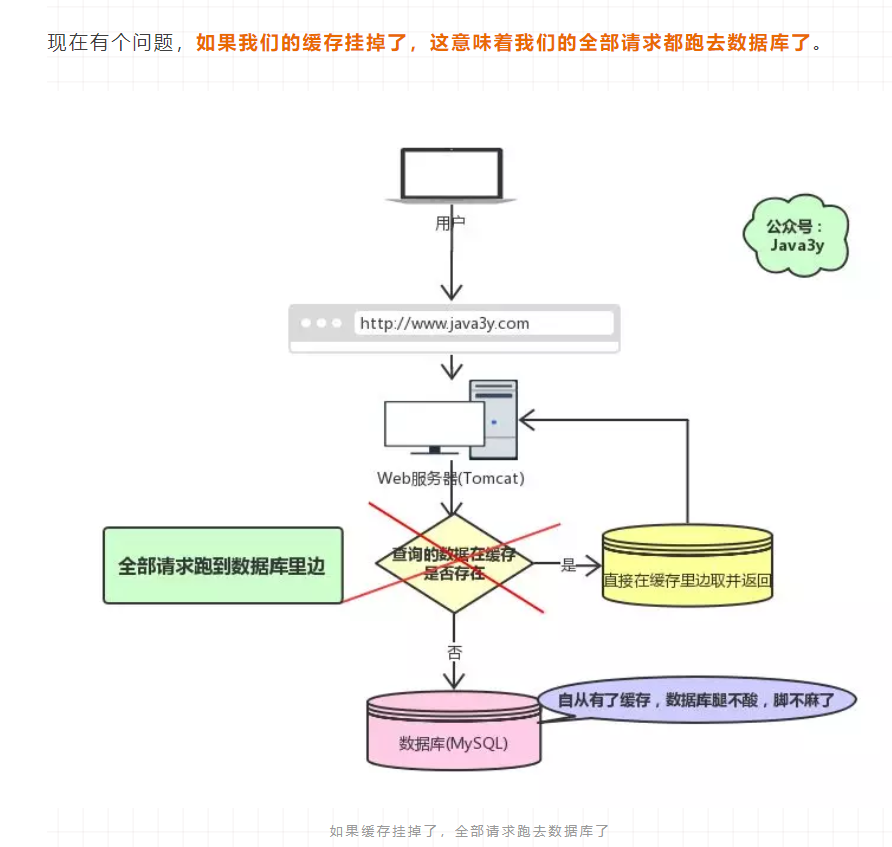 现在有个问题，如果我们的缓存挂掉了，这意味着我们的全部请求都跑去数据库了。
用户
公众号：
Java3y
http://www.java3y.com
Web服务器(Tomcat)
查询的数据在缓存
是否存在
全部请求跑到数据库里边
是
直接在缓存里边取并返回
否
自从有了缓存，数据库腿不酸，脚不麻了
数据库(MySQL)
如果缓存挂掉了，全部请求跑去数据库了